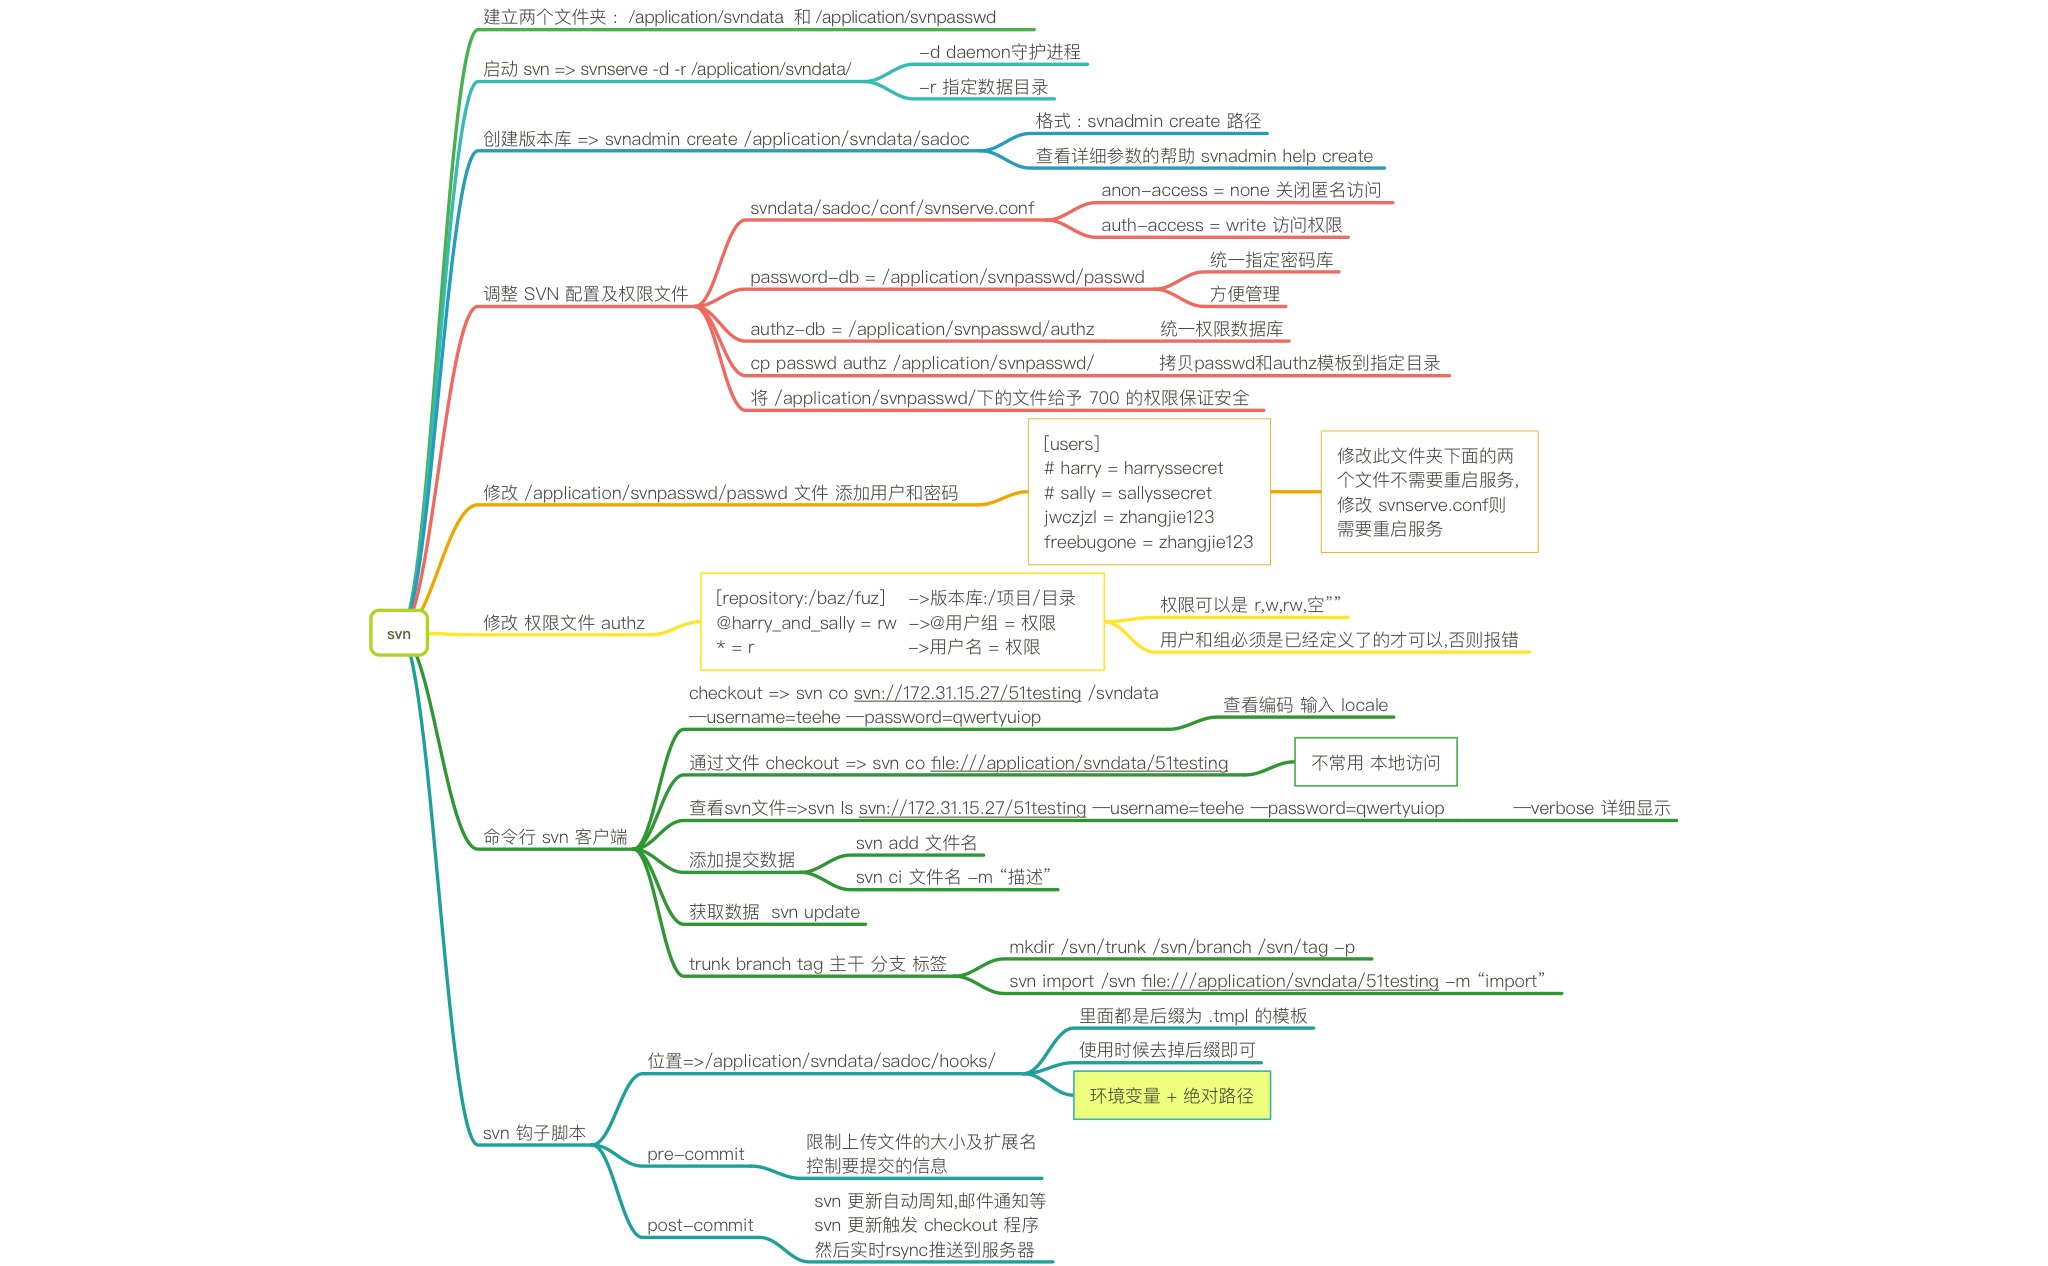 svn
建立两个文件夹： /application/svndata 和 /application/svnpasswd
启动 svn => svnserve -d -r /application/svndata/
-d daemon守护进程
-r 指定数据目录
创建版本库 => svnadmin create /application/svndata/sadoc
格式：svnadmin create 路径
查看详细参数的帮助 svnadmin help create
调整 SVN 配置及权限文件
svndata/sadoc/conf/svnserve.conf
anon-access = none 关闭匿名访问
auth-access = write 访问权限
password-db = /application/svnpasswd/passwd
统一指定密码库
方便管理
authz-db = /application/svnpasswd/authz
统一权限数据库
cp passwd authz /application/svnpasswd/
拷贝passwd和authz模板到指定目录
将 /application/svnpasswd/下的文件给予 700 的权限保证安全
修改 /application/svnpasswd/passwd 文件 添加用户和密码
[users]
# harry = harryssecret
# sally = sallyssecret
jwczjzl = zhangjie123
freebugone = zhangjie123
修改此文件夹下面的两
个文件不需要重启服务,
修改 svnserve.conf则
需要重启服务
修改 权限文件 authz
[repository:/baz/fuz] ->版本库:/项目/目录
@harry_and_sally = rw ->@用户组 = 权限
* = r ->用户名 = 权限
权限可以是 r,w,rw,空””
用户和组必须是已经定义了的才可以,否则报错
命令行 svn 客户端
checkout => svn co svn://172.31.15.27/51testing /svndata
—username=teehe —password=qwertyuiop
查看编码 输入 locale
通过文件 checkout => svn co file:///application/svndata/51testing
不常用 本地访问
查看svn文件=>svn ls svn://172.31.15.27/51testing —username=teehe —password=qwertyuiop —verbose 详细显示
添加提交数据
svn add 文件名
svn ci 文件名 -m “描述”
获取数据 svn update
trunk branch tag 主干 分支 标签
mkdir /svn/trunk /svn/branch /svn/tag -p
svn import /svn file:///application/svndata/51testing -m “import”
svn 钩子脚本
位置=>/application/svndata/sadoc/hooks/
里面都是后缀为 .tmpl 的模板
使用时候去掉后缀即可
环境变量 + 绝对路径
pre-commit
限制上传文件的大小及扩展名
控制要提交的信息
post-commit
svn 更新自动周知,邮件通知等
svn 更新触发 checkout 程序
然后实时rsync推送到服务器